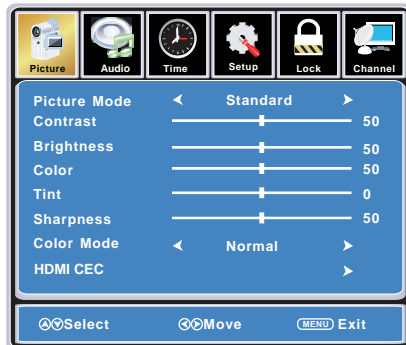 Picture Audio Time Setup Lock Channel
Picture Mode Standard
Contrast 50
Brightness 50
Color 50
Tint 0
Sharpness 50
Color Mode Normal
HDMI CEC
Select Move MENU Exit